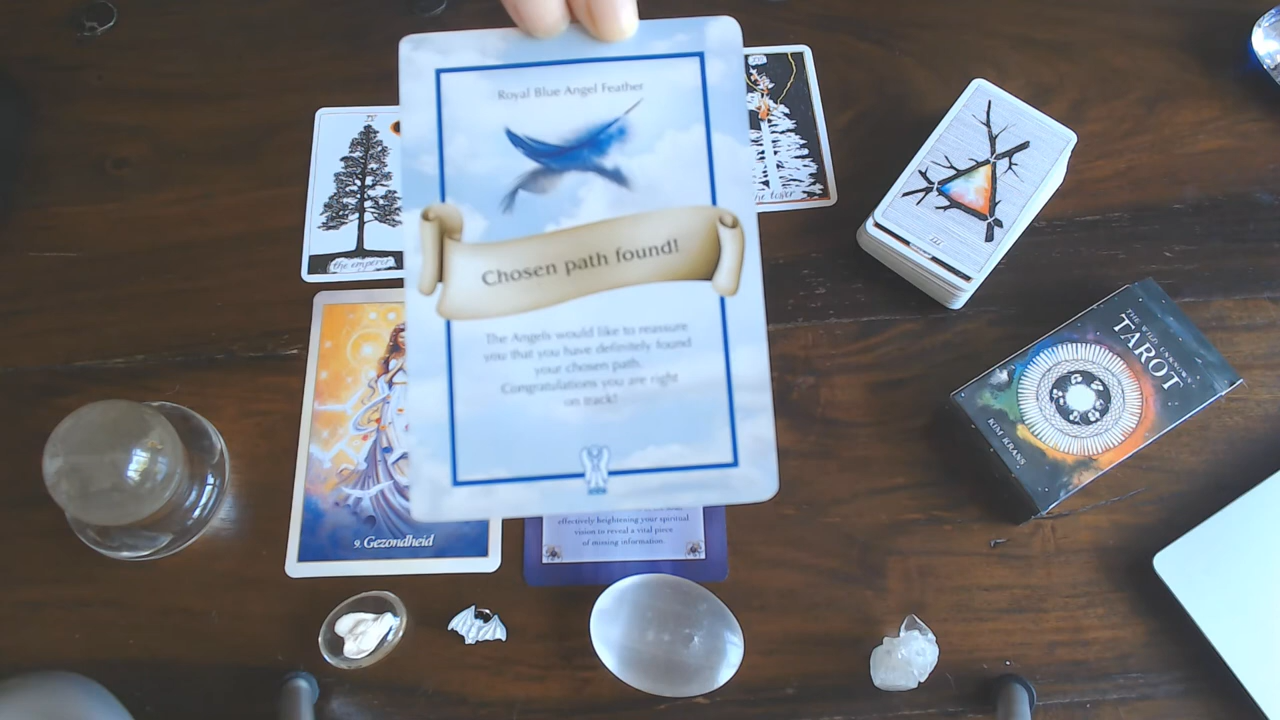 Royal Blue Angel Feather
Chosen path found!
The Angels would like to reassure
you that you have definitely found
your chosen path.
Congratulations you are right
on track!
IV
the emperor
the tower
III
THE WILD UNKNOWN
TAROT
KIM KRANS
9. Gezondheid
effectively heightening your spiritual
vision to reveal a vital piece
of missing information.